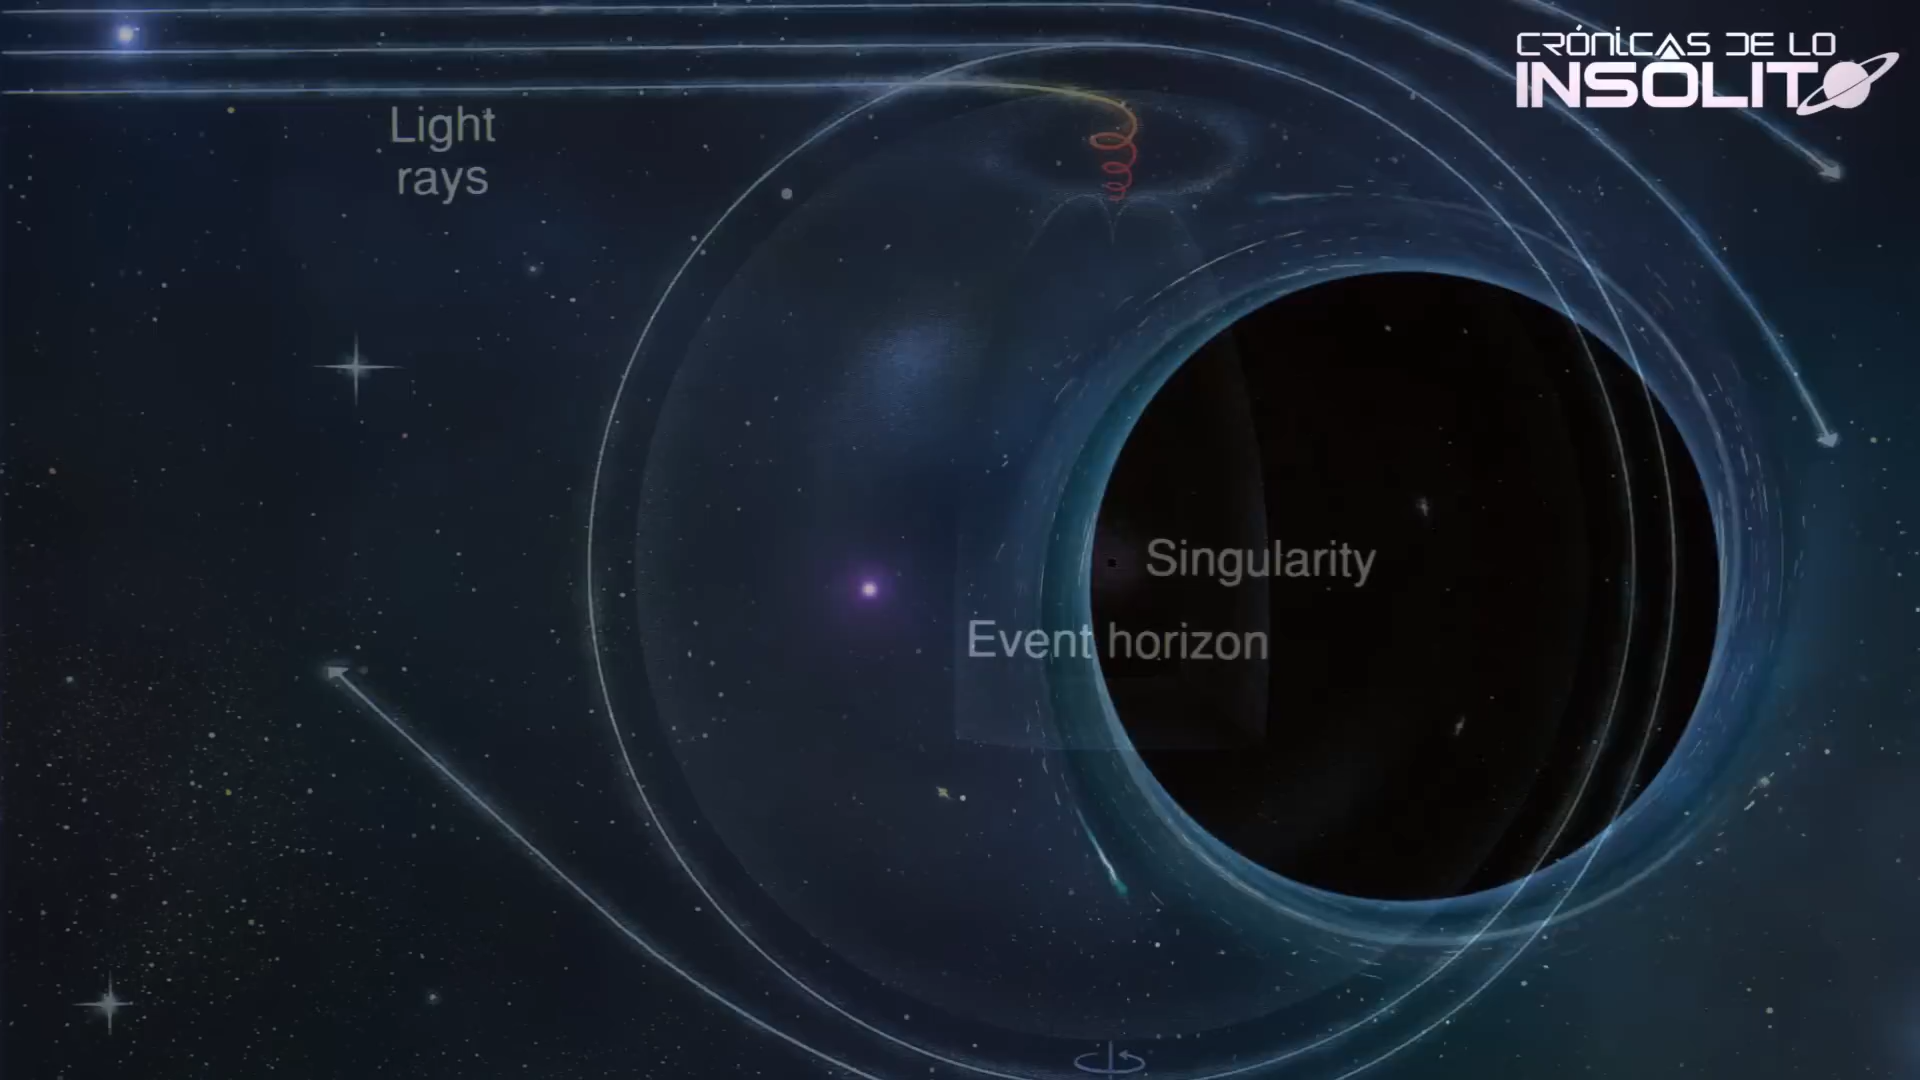 CRÓNICAS DE LO
INSÓLITO
Light
rays
Singularity
Event horizon